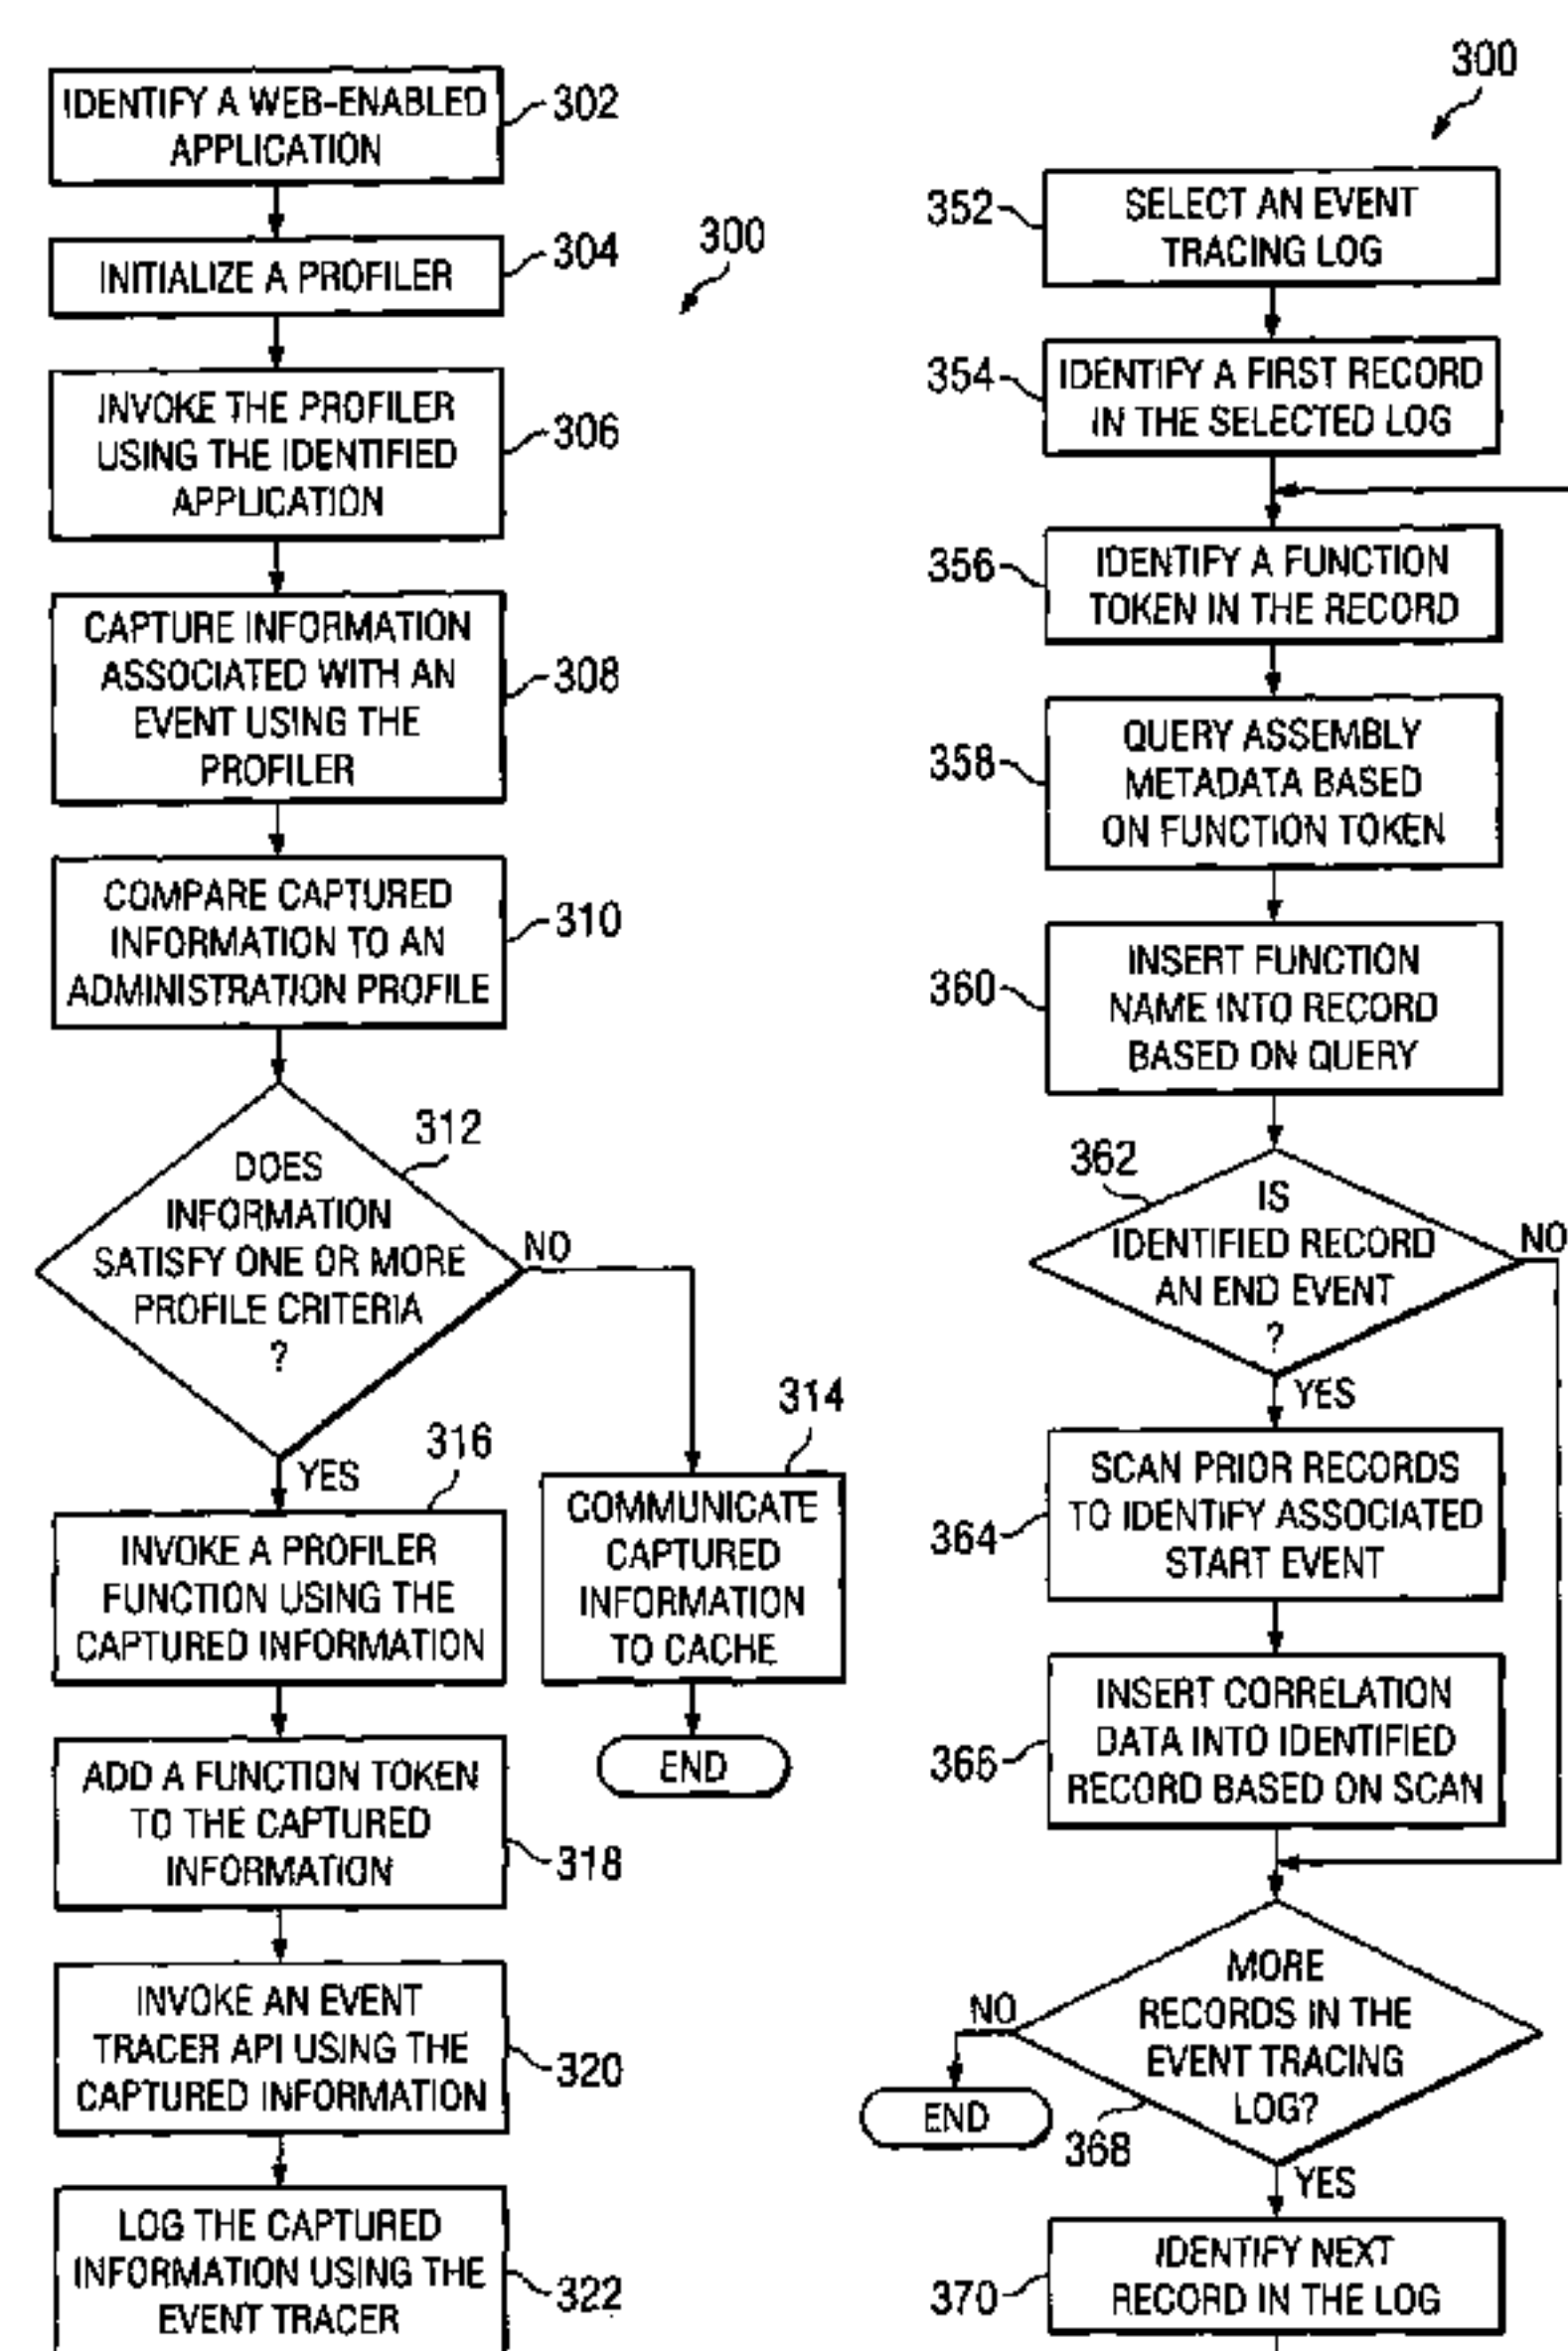 IDENTIFY A WEB-ENABLED
APPLICATION
302
INITIALIZE A PROFILER
304
300
INVOKE THE PROFILER
USING THE IDENTIFIED
APPLICATION
306
CAPTURE INFORMATION
ASSOCIATED WITH AN
EVENT USING THE
PROFILER
308
COMPARE CAPTURED
INFORMATION TO AN
ADMINISTRATION PROFILE
310
312
DOES
INFORMATION
SATISFY ONE OR MORE
PROFILE CRITERIA
?
NO
YES
314
COMMUNICATE
CAPTURED
INFORMATION
TO CACHE
END
316
INVOKE A PROFILER
FUNCTION USING THE
CAPTURED INFORMATION
ADD A FUNCTION TOKEN
TO THE CAPTURED
INFORMATION
318
INVOKE AN EVENT
TRACER API USING THE
CAPTURED INFORMATION
320
LOG THE CAPTURED
INFORMATION USING THE
EVENT TRACER
322
300
352
SELECT AN EVENT
TRACING LOG
354
IDENTIFY A FIRST RECORD
IN THE SELECTED LOG
356
IDENTIFY A FUNCTION
TOKEN IN THE RECORD
358
QUERY ASSEMBLY
METADATA BASED
ON FUNCTION TOKEN
360
INSERT FUNCTION
NAME INTO RECORD
BASED ON QUERY
362
IS
IDENTIFIED RECORD
AN END EVENT
?
NO
YES
364
SCAN PRIOR RECORDS
TO IDENTIFY ASSOCIATED
START EVENT
366
INSERT CORRELATION
DATA INTO IDENTIFIED
RECORD BASED ON SCAN
MORE
RECORDS IN THE
EVENT TRACING
LOG?
NO
END
368
YES
370
IDENTIFY NEXT
RECORD IN THE LOG